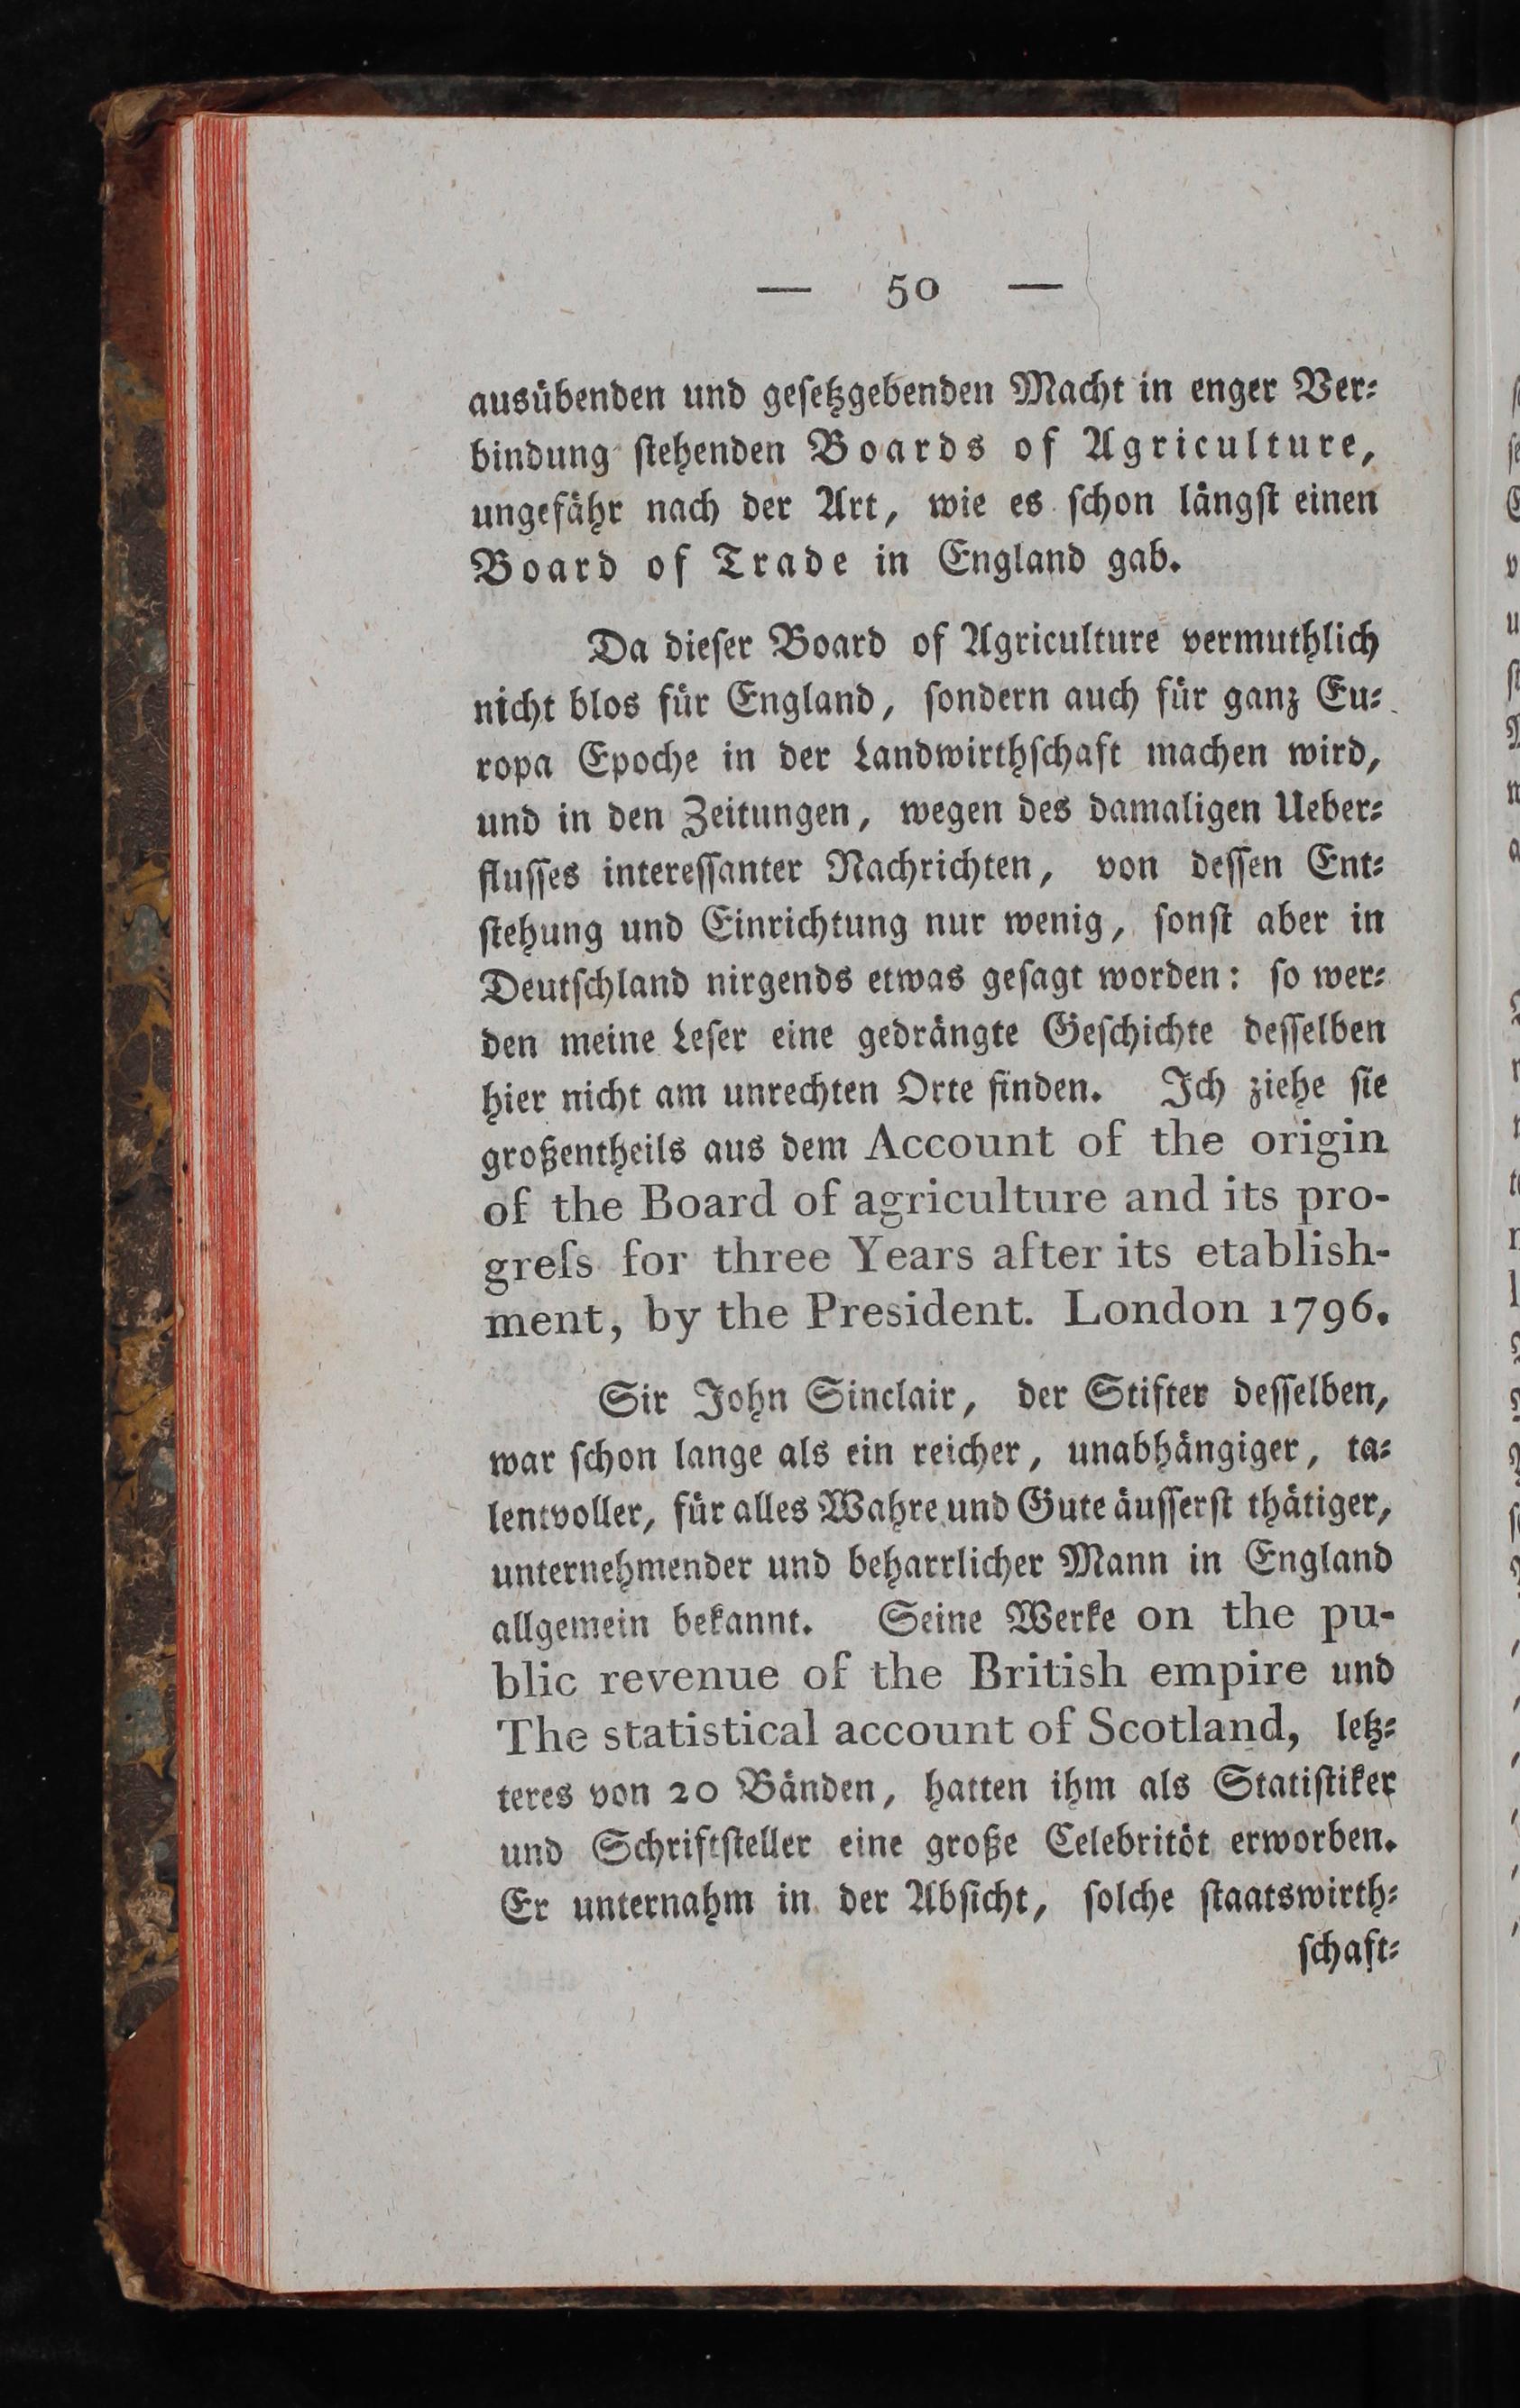 — 50 —
ausübenden und geſetzgebenden Macht in enger Ver⸗
bindung ſtehenden Boards of Agriculture,
ungefähr nach der Art, wie es ſchon längſt einen
Board of Trade in England gab.
Da dieſer Board of Agriculture vermuthlich
nicht blos für England, ſondern auch für ganz Eu⸗
ropa Epoche in der Landwirthſchaft machen wird,
und in den Zeitungen, wegen des damaligen Ueber⸗
fluſſes intereſſanter Nachrichten, von deſſen Ent⸗
ſtehung und Einrichtung nur wenig, ſonſt aber in
Deutſchland nirgends etwas geſagt worden: ſo wer⸗
den meine Leſer eine gedrängte Geſchichte deſſelben
hier nicht am unrechten Orte finden. Ich ziehe ſie
großentheils aus dem Account of the origin
of the Board of agriculture and its pro-
greſs for three Years after its etablish-
ment, by the President. London 1796.
Sir John Sinclair, der Stifter deſſelben,
war ſchon lange als ein reicher, unabhängiger, ta⸗
lentvoller, für alles Wahre und Gute äuſſerſt thätiger,
unternehmender und beharrlicher Mann in England
allgemein bekannt. Seine Werke on the pu-
blic revenue of the British empire und
The statistical account of Scotland, letz⸗
teres von 20 Bänden, hatten ihm als Statiſtiker
und Schriftſteller eine große Celebritöt erworben.
Er unternahm in der Abſicht, ſolche ſtaatswirth⸗
ſchaft⸗